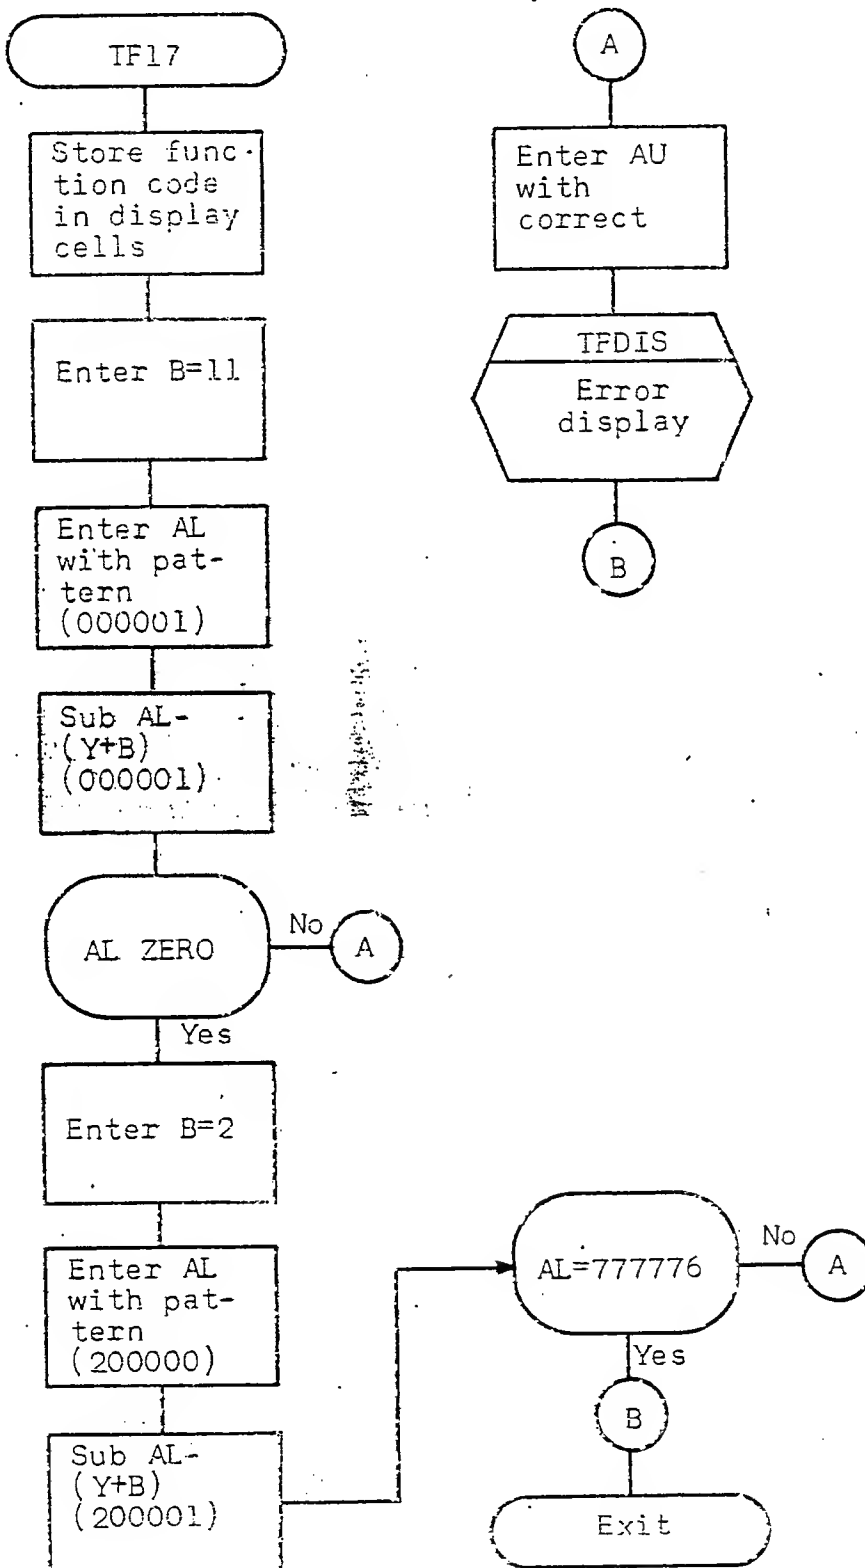 TF17
Store func-
tion code
in display
cells
Enter B=11
Enter AL
with pat-
tern
(000001)
Sub AL-
(Y+B)
(000001)
AL ZERO
No
A
Yes
Enter B=2
Enter AL
with pat-
tern
(200000)
Sub AL-
(Y+B)
(200001)
A
Enter AU
with
correct
TFDIS
Error
display
B
AL=777776
No
A
Yes
B
Exit